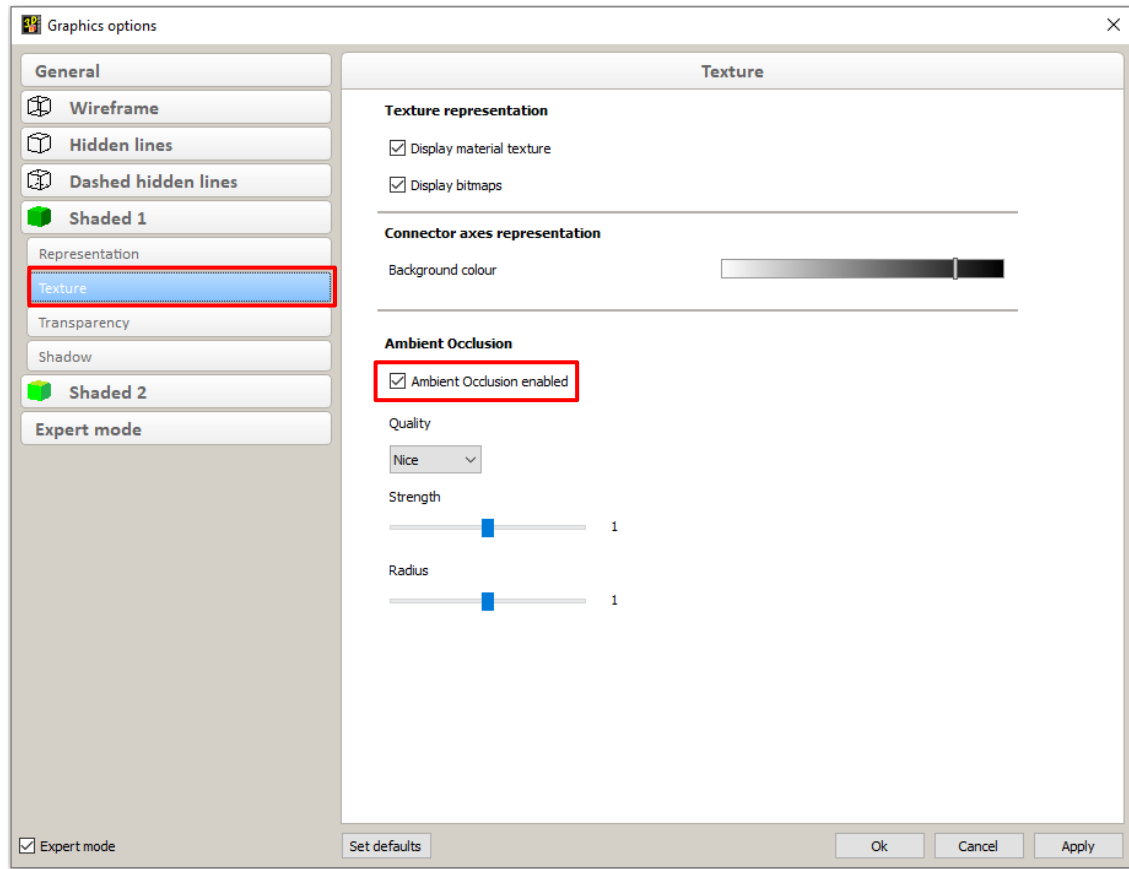 Graphics options
General
Wireframe
Hidden lines
Dashed hidden lines
Shaded 1
Representation
Texture
Transparency
Shadow
Shaded 2
Expert mode
Texture
Texture representation
Display material texture
Display bitmaps
Connector axes representation
Background colour
Ambient Occlusion
Ambient Occlusion enabled
Quality
Nice
Strength
1
Radius
1
Expert mode
Set defaults
Ok
Cancel
Apply